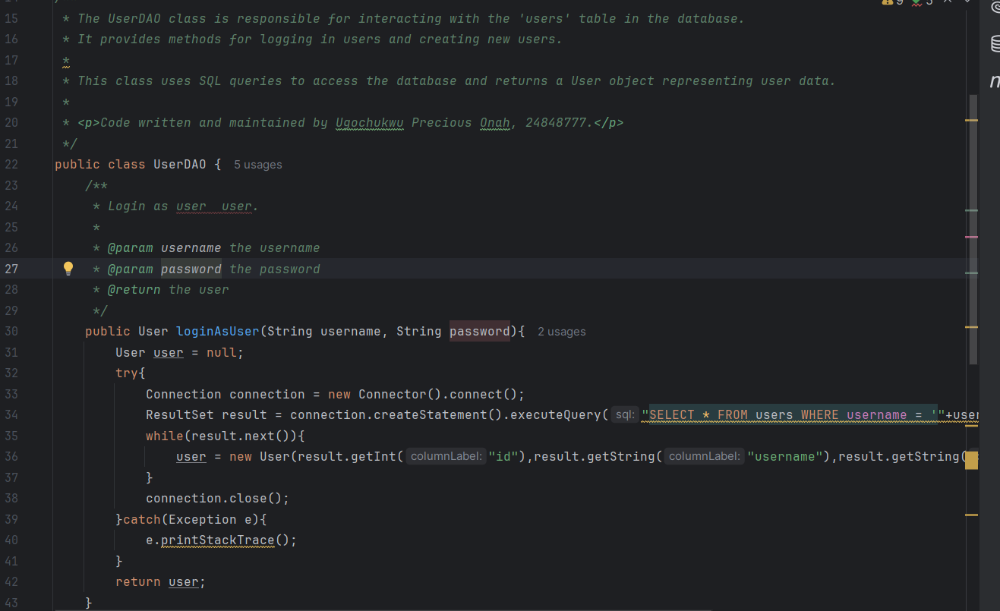 15 * The UserDAO class is responsible for interacting with the 'users' table in the database.
16 * It provides methods for logging in users and creating new users.
17 *
18 * This class uses SQL queries to access the database and returns a User object representing user data.
19 *
20 * <p>Code written and maintained by Ugochukwu Precious Onah, 24848777.</p>
21 */
22 public class UserDAO { 5 usages
23 /**
24 * Login as user  user.
25 *
26 * @param username the username
27 * @param password the password
28 * @return the user
29 */
30 public User loginAsUser(String username, String password){ 2 usages
31 User user = null;
32 try{
33 Connection connection = new Connector().connect();
34 ResultSet result = connection.createStatement().executeQuery( sql: "SELECT * FROM users WHERE username = '"+user
35 while(result.next()){
36 user = new User(result.getInt( columnLabel: "id"),result.getString( columnLabel: "username"),result.getString(
37 }
38 connection.close();
39 }catch(Exception e){
40 e.printStackTrace();
41 }
42 return user;
43 }